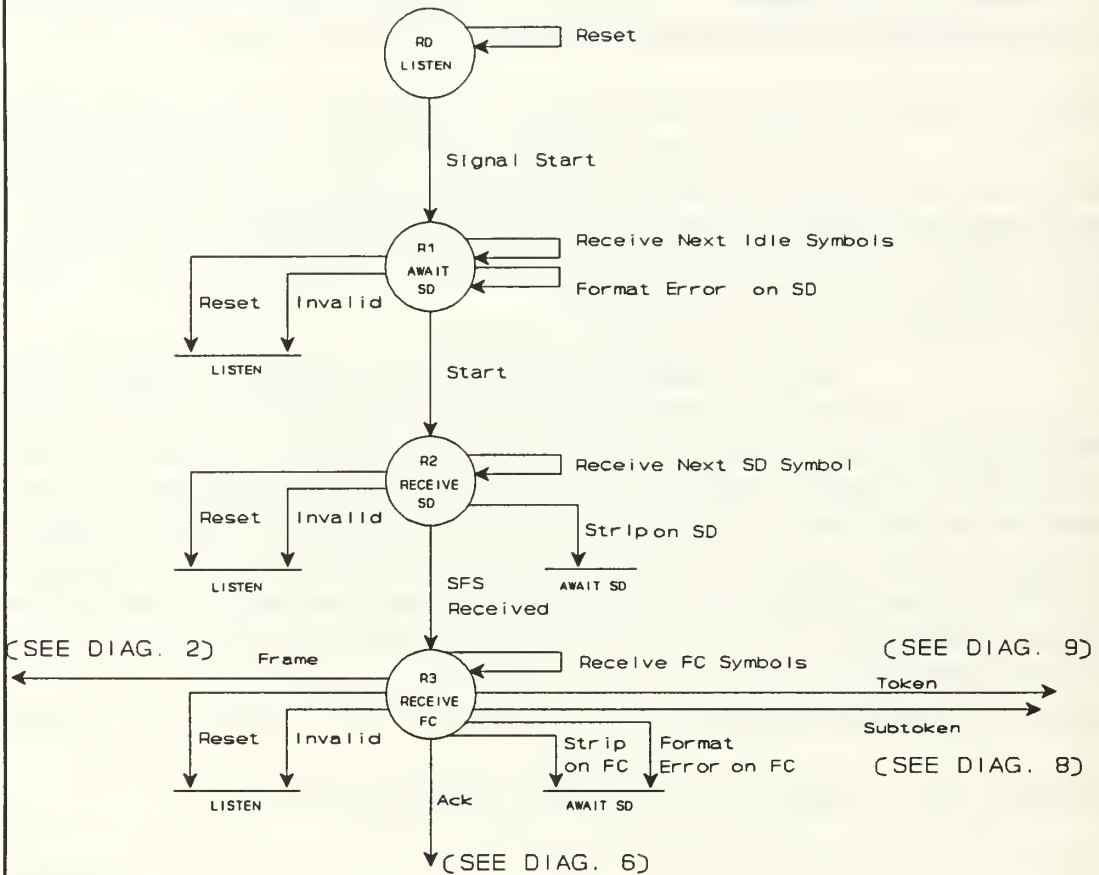 RD
LISTEN
Reset
Signal Start
R1
AWAIT
SD
Receive Next Idle Symbols
Format Error on SD
Reset
Invalid
LISTEN
Start
R2
RECEIVE
SD
Receive Next SD Symbol
Reset
Invalid
Strip on SD
LISTEN
AWAIT SD
SFS
Received
(SEE DIAG. 2)
Frame
R3
RECEIVE
FC
Receive FC Symbols
(SEE DIAG. 9)
Token
Subtoken
(SEE DIAG. 8)
Reset
Invalid
Strip
on FC
Format
Error on FC
LISTEN
AWAIT SD
Ack
(SEE DIAG. 6)